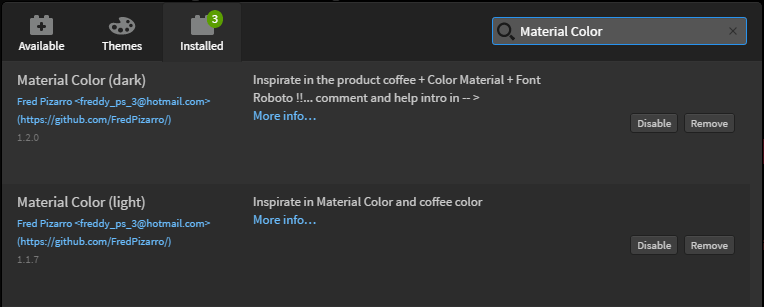 3
Available
Themes
Installed
Material Color
Material Color (dark)
Fred Pizarro <freddy_ps_3@hotmail.com>
(https://github.com/FredPizarro/)
1.2.0
Inspirate in the product coffee + Color Material + Font
Roboto !!... comment and help intro in -- >
More info...
Disable
Remove
Material Color (light)
Fred Pizarro <freddy_ps_3@hotmail.com>
(https://github.com/FredPizarro/)
1.1.7
Inspirate in Material Color and coffee color
More info...
Disable
Remove